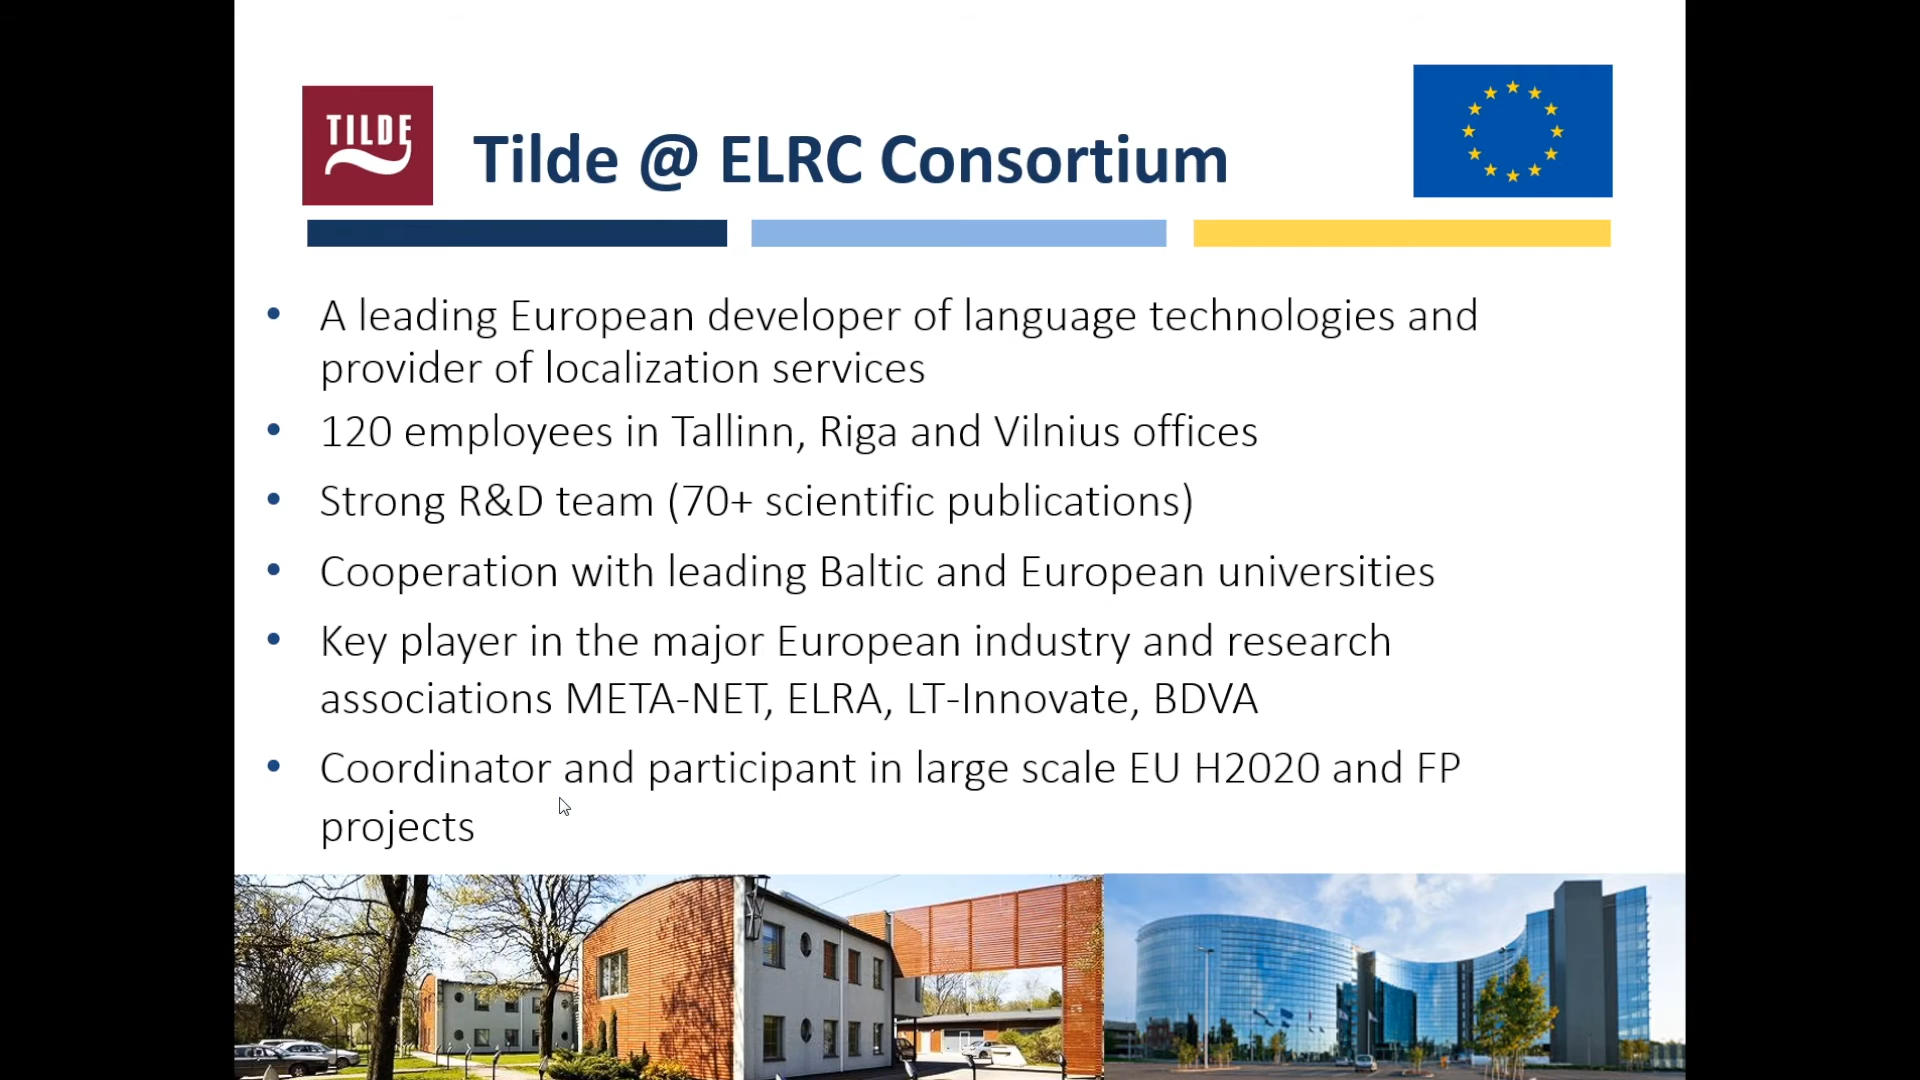 TILDE
Tilde @ ELRC Consortium
• A leading European developer of language technologies and
provider of localization services
• 120 employees in Tallinn, Riga and Vilnius offices
• Strong R&D team (70+ scientific publications)
• Cooperation with leading Baltic and European universities
• Key player in the major European industry and research
associations META-NET, ELRA, LT-Innovate, BDVA
• Coordinator and participant in large scale EU H2020 and FP
projects